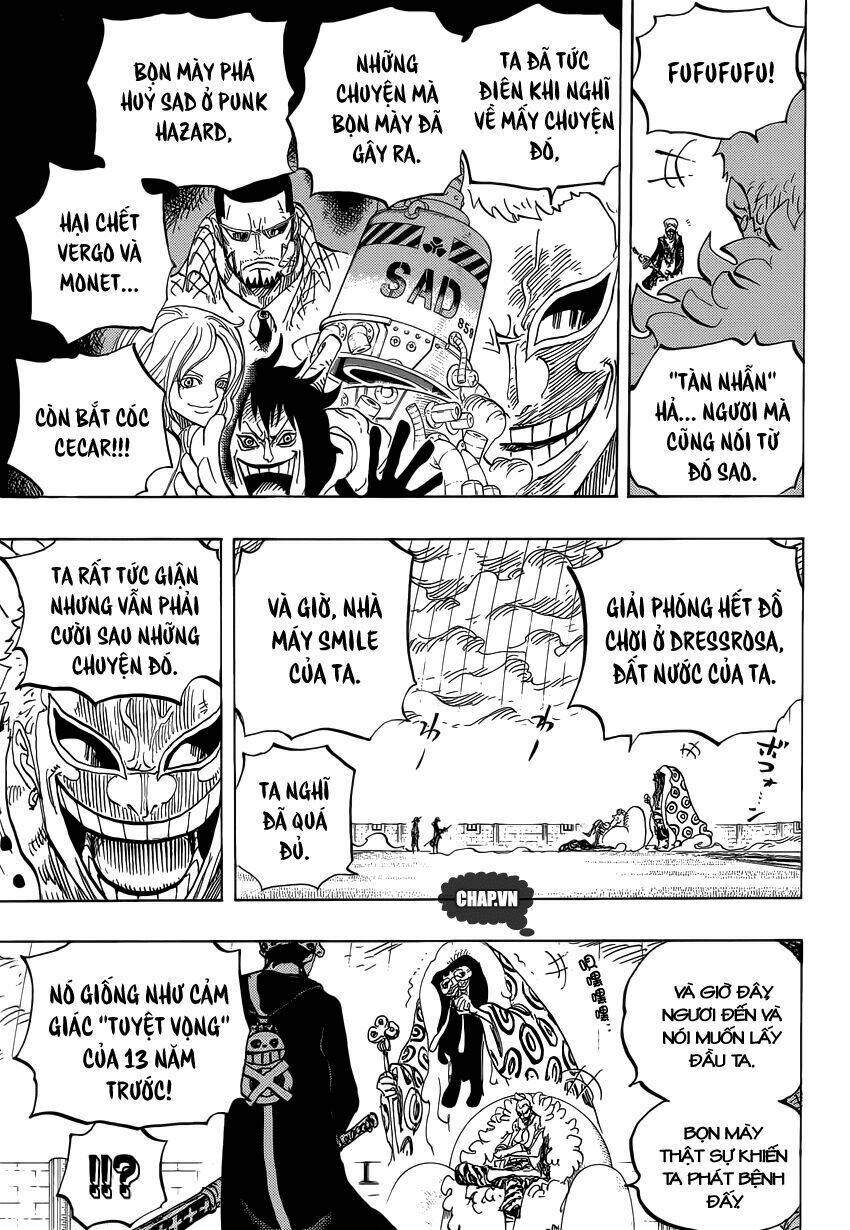 FUFUFUFU!
"TÀN NHẪN"
HẢ... NGƯỜI MÀ
CŨNG NÓI TỪ
ĐÓ SAO.
TA ĐÃ TỨC
ĐIÊN KHI NGHĨ
VỀ MẤY CHUYỆN
ĐÓ,
NHỮNG
CHUYỆN MÀ
BỌN MÀY ĐÃ
GÂY RA.
BỌN MÀY PHÁ
HUỶ SAD Ở PUNK
HAZARD,
HẠI CHẾT
VERGO VÀ
MONET...
CÒN BẮT CÓC
CECAR!!!
SAD
858
GIẢI PHÓNG HẾT ĐỒ
CHƠI Ở DRESSROSA,
ĐẤT NƯỚC CỦA TA.
VÀ GIỜ, NHÀ
MÁY SMILE
CỦA TA.
TA NGHĨ
ĐÃ QUÁ
ĐỦ.
TA RẤT TỨC GIẬN
NHƯNG VẪN PHẢI
CƯỜI SAU NHỮNG
CHUYỆN ĐÓ.
CHAP.VN
VÀ GIỜ ĐÂY,
NGƯƠI ĐẾN VÀ
NÓI MUỐN LẤY
ĐẦU TA.
BỌN MÀY
THẬT SỰ KHIẾN
TA PHÁT BỆNH
ĐẤY.
NÓ GIỐNG NHƯ CẢM
GIÁC "TUYỆT VỌNG"
CỦA 13 NĂM
TRƯỚC!
!!?